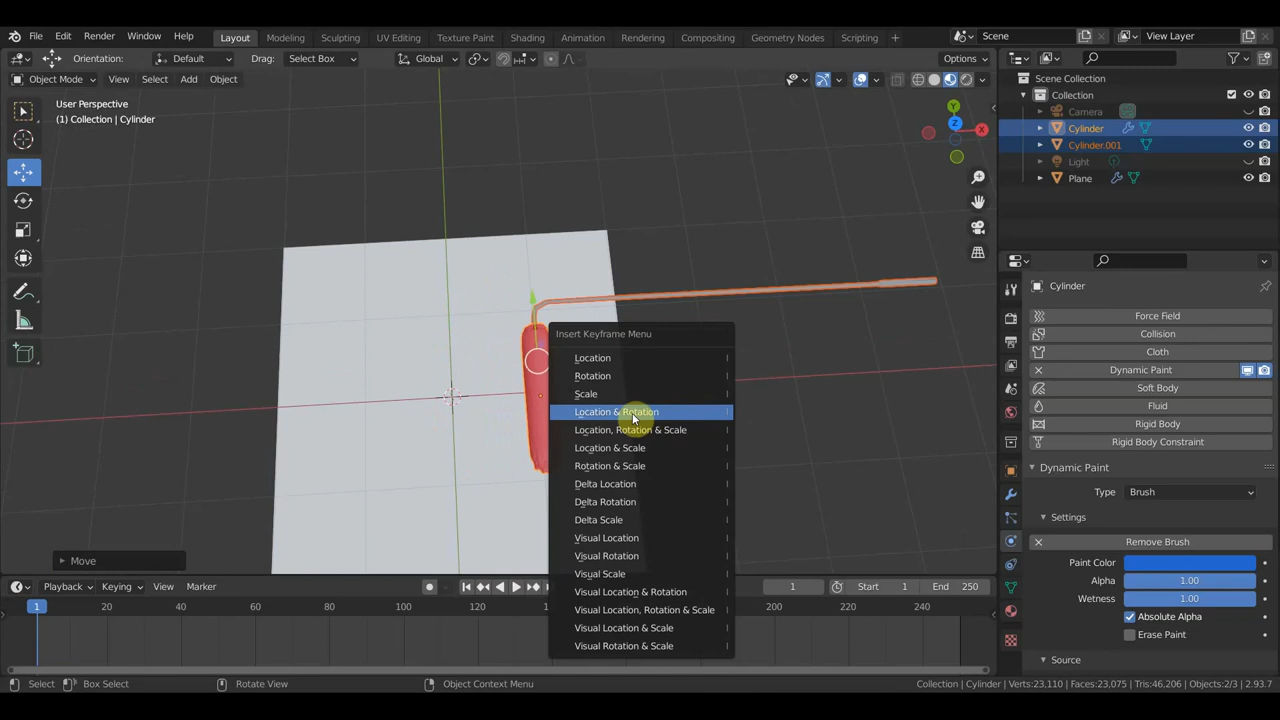 File Edit Render Window Help Layout Modeling Sculpting UV Editing Texture Paint Shading Animation Rendering Compositing Geometry Nodes Scripting + Scene View Layer
Orientation: Default Drag: Select Box Global Options
Object Mode View Select Add Object
User Perspective
(1) Collection | Cylinder
Y
Z
X
Scene Collection
Collection
Camera
Cylinder
Cylinder.001
Light
Plane
Insert Keyframe Menu
Location I
Rotation I
Scale I
Location & Rotation I
Location, Rotation & Scale I
Location & Scale I
Rotation & Scale I
Delta Location I
Delta Rotation I
Delta Scale I
Visual Location I
Visual Rotation I
Visual Scale I
Visual Location & Rotation I
Visual Location, Rotation & Scale I
Visual Location & Scale I
Visual Rotation & Scale I
Cylinder
Force Field
Collision
Cloth
Dynamic Paint
Soft Body
Fluid
Rigid Body
Rigid Body Constraint
Dynamic Paint
Type Brush
Settings
Remove Brush
Paint Color
Alpha 1.00
Wetness 1.00
Absolute Alpha
Erase Paint
Source
Move
Playback Keying View Marker 1 Start 1 End 250
1 20 40 60 80 100 120 200 220 240
Select Box Select Rotate View Object Context Menu Collection | Cylinder | Verts:23,110 | Faces:23,075 | Tris:46,206 | Objects:2/3 | 2.93.7